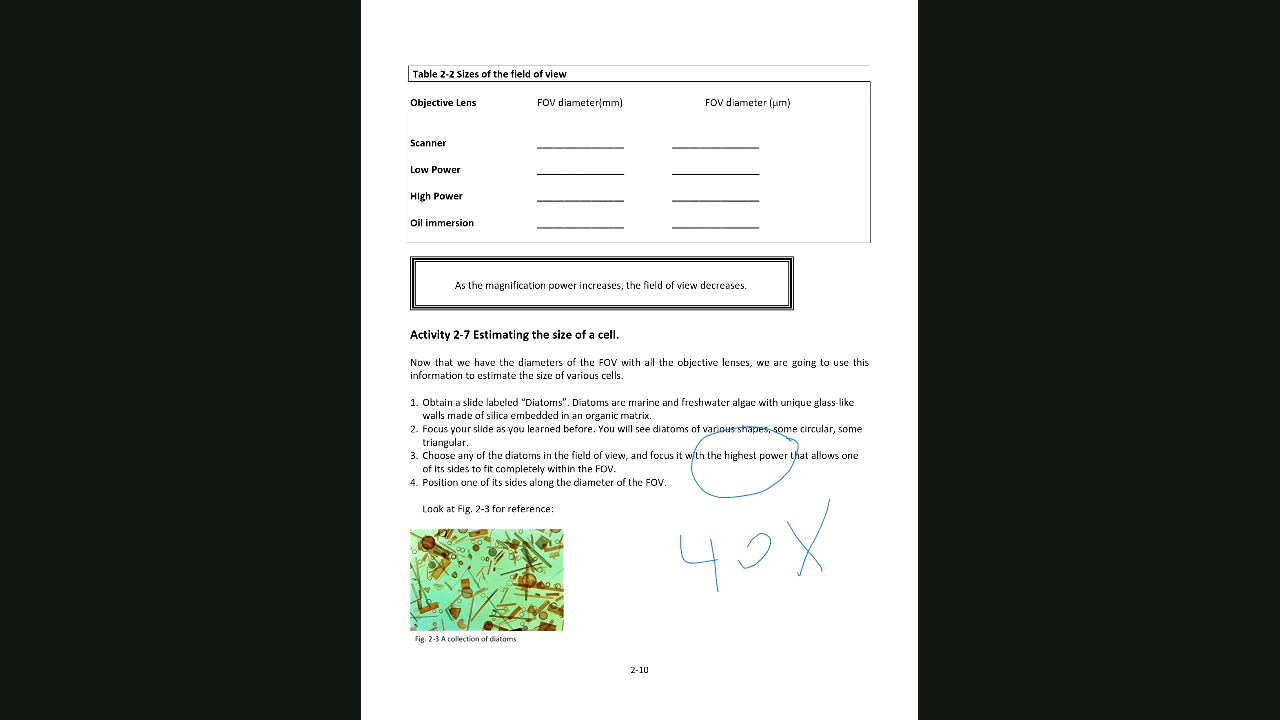 Table 2-2 Sizes of the field of view
Objective Lens FOV diameter(mm) FOV diameter (µm)
Scanner ________________ ________________
Low Power ________________ ________________
High Power ________________ ________________
Oil immersion ________________ ________________
As the magnification power increases, the field of view decreases.
Activity 2-7 Estimating the size of a cell.
Now that we have the diameters of the FOV with all the objective lenses, we are going to use this
information to estimate the size of various cells.
1. Obtain a slide labeled “Diatoms”. Diatoms are marine and freshwater algae with unique glass-like
walls made of silica embedded in an organic matrix.
2. Focus your slide as you learned before. You will see diatoms of various shapes, some circular, some
triangular.
3. Choose any of the diatoms in the field of view, and focus it with the highest power that allows one
of its sides to fit completely within the FOV.
4. Position one of its sides along the diameter of the FOV.
Look at Fig. 2-3 for reference:
40X
Fig. 2-3 A collection of diatoms
2-10